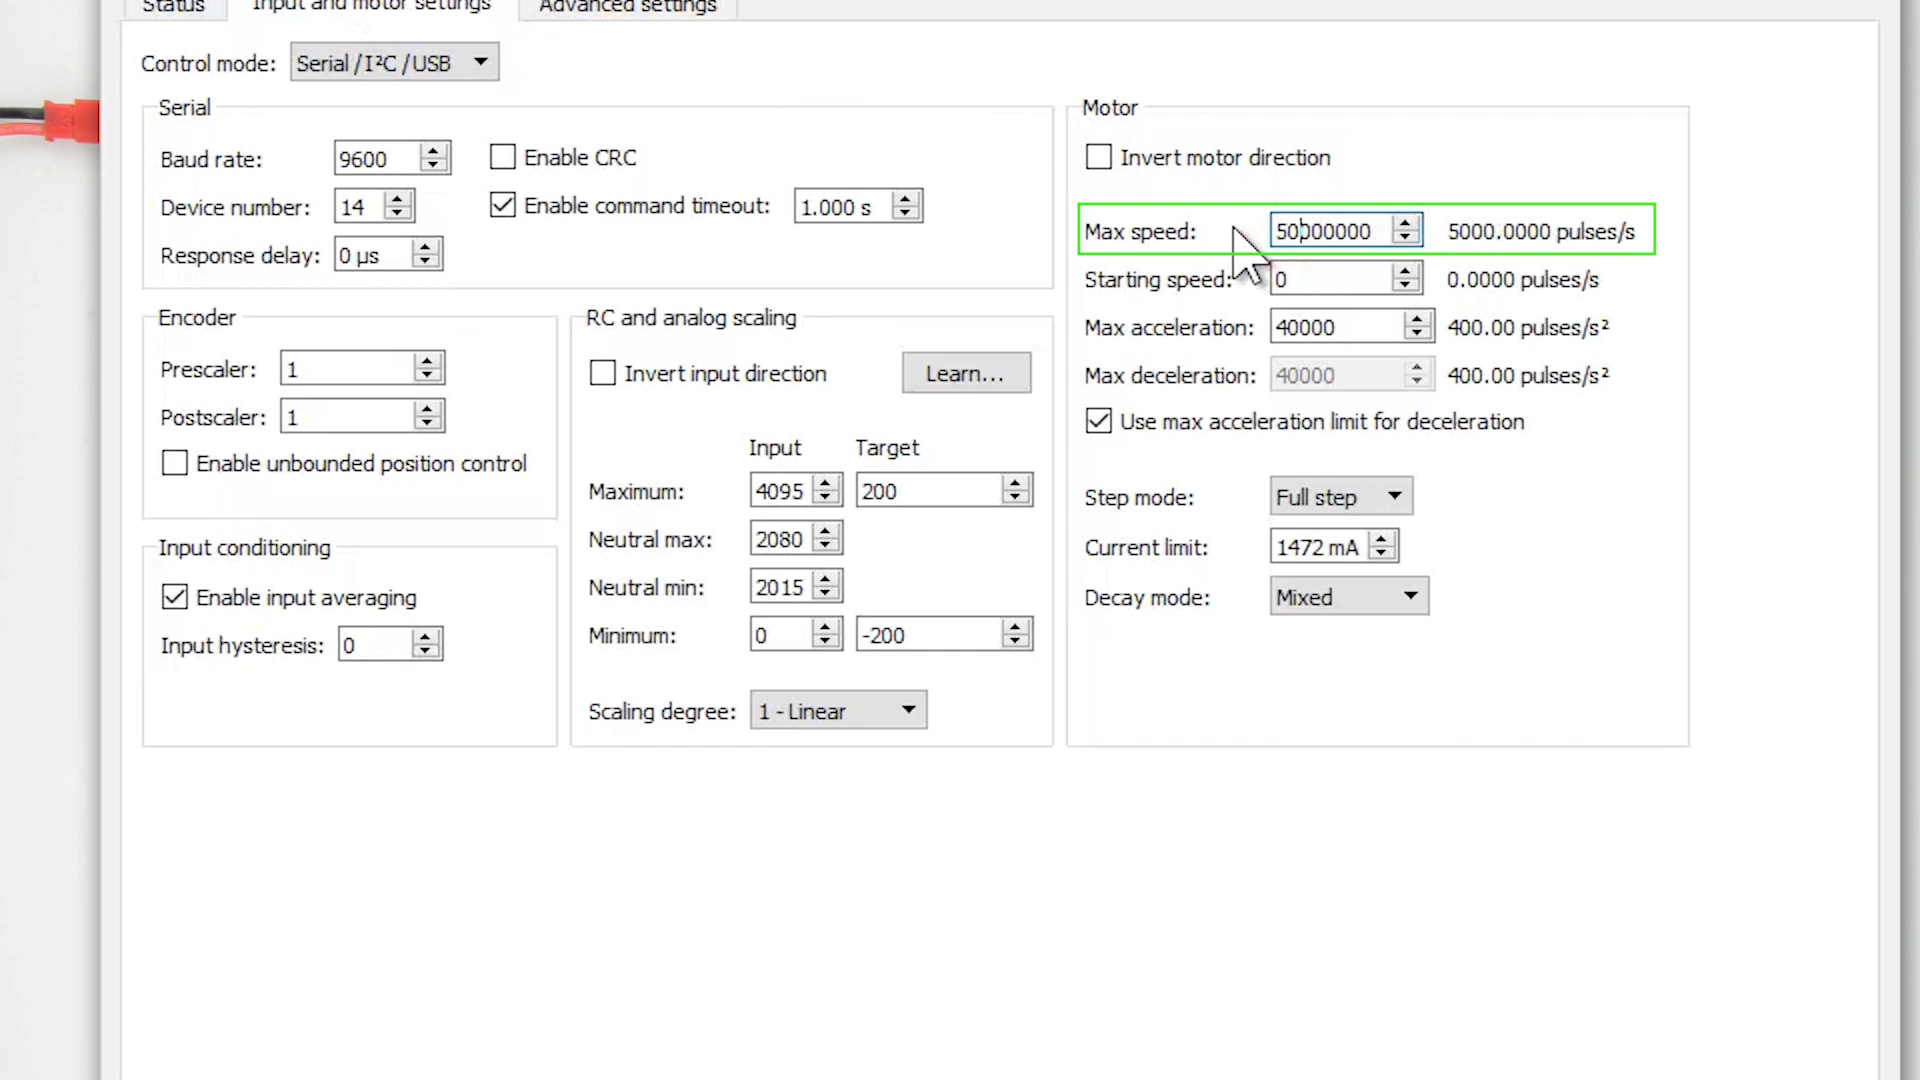 Status Input and motor settings Advanced settings
Control mode: Serial / I²C / USB
Serial
Baud rate: 9600
Enable CRC
Device number: 14
Enable command timeout: 1.000 s
Response delay: 0 µs
Encoder
Prescaler: 1
Postscaler: 1
Enable unbounded position control
Input conditioning
Enable input averaging
Input hysteresis: 0
RC and analog scaling
Invert input direction Learn...
Input Target
Maximum: 4095 200
Neutral max: 2080
Neutral min: 2015
Minimum: 0 -200
Scaling degree: 1 - Linear
Motor
Invert motor direction
Max speed: 50000000 5000.0000 pulses/s
Starting speed: 0 0.0000 pulses/s
Max acceleration: 40000 400.00 pulses/s²
Max deceleration: 40000 400.00 pulses/s²
Use max acceleration limit for deceleration
Step mode: Full step
Current limit: 1472 mA
Decay mode: Mixed